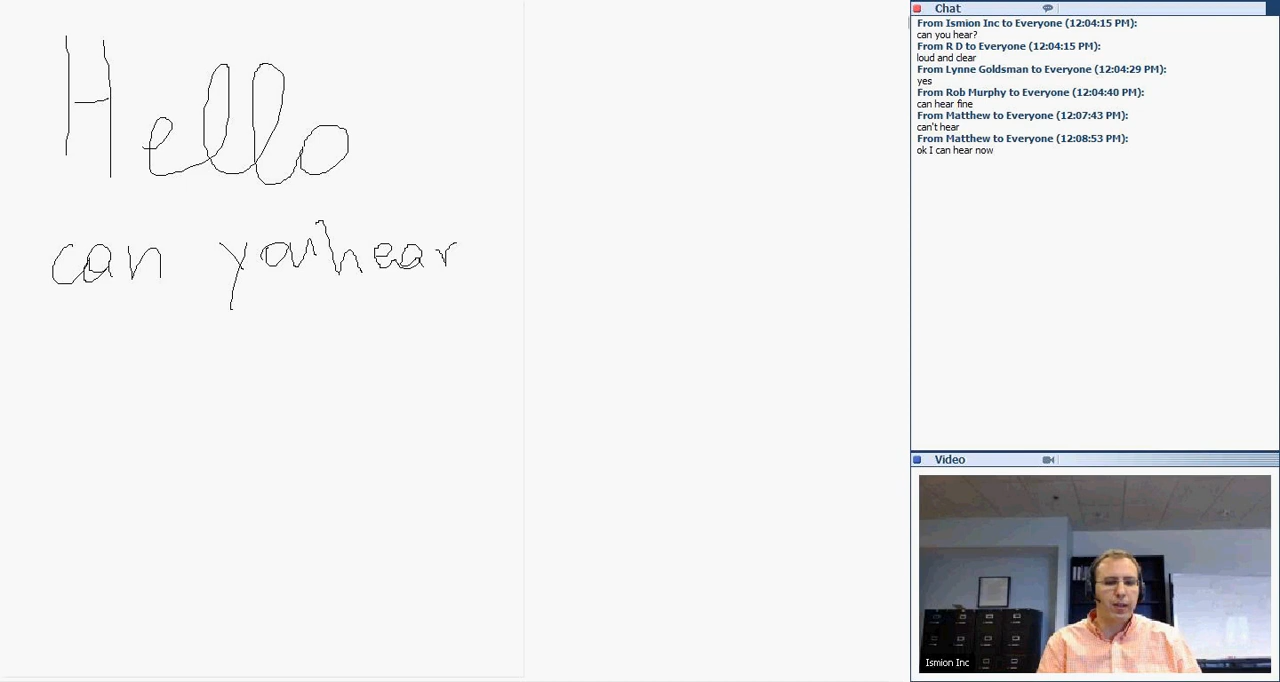 Hello
can you hear
Chat
From Ismion Inc to Everyone (12:04:15 PM):
can you hear?
From R D to Everyone (12:04:15 PM):
loud and clear
From Lynne Goldsman to Everyone (12:04:29 PM):
yes
From Rob Murphy to Everyone (12:04:40 PM):
can hear fine
From Matthew to Everyone (12:07:43 PM):
can't hear
From Matthew to Everyone (12:08:53 PM):
ok I can hear now
Video
Ismion Inc